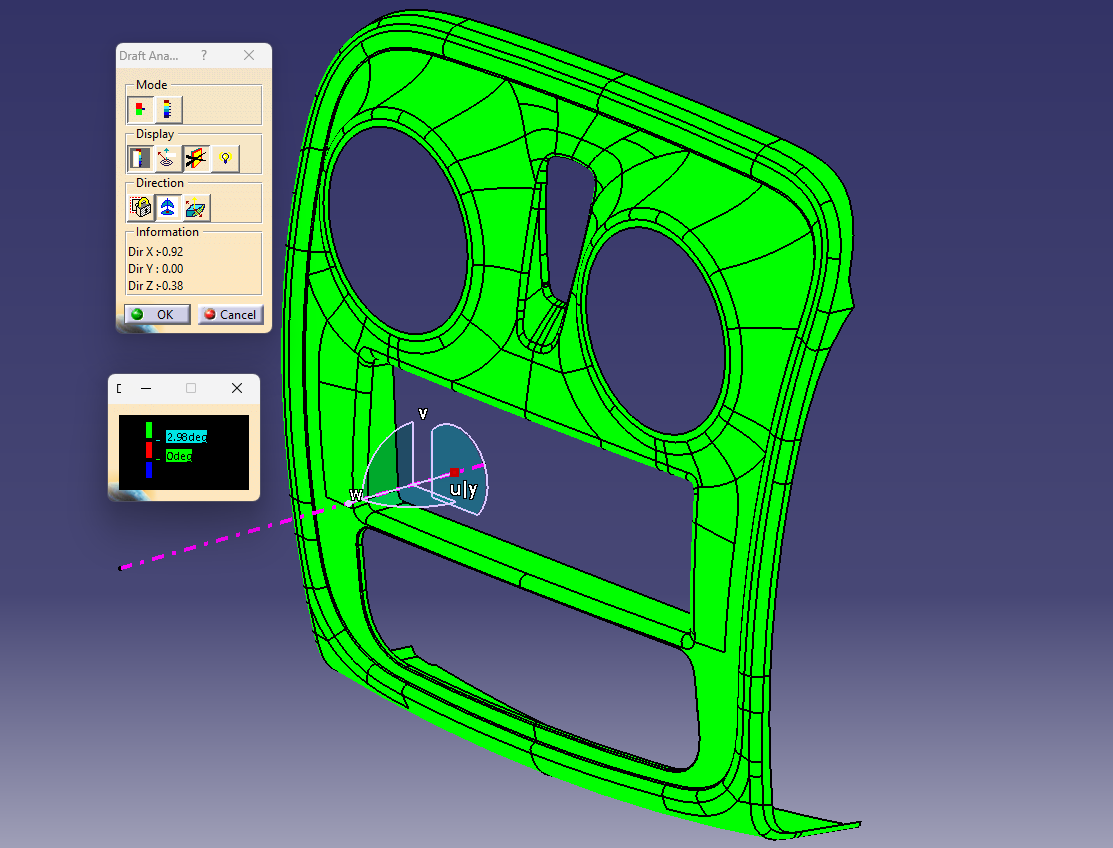 Draft Ana... ?
Mode
Display
Direction
Information
Dir X :-0.92
Dir Y : 0.00
Dir Z :-0.38
OK Cancel
2.98deg
0deg
v
w
u|y